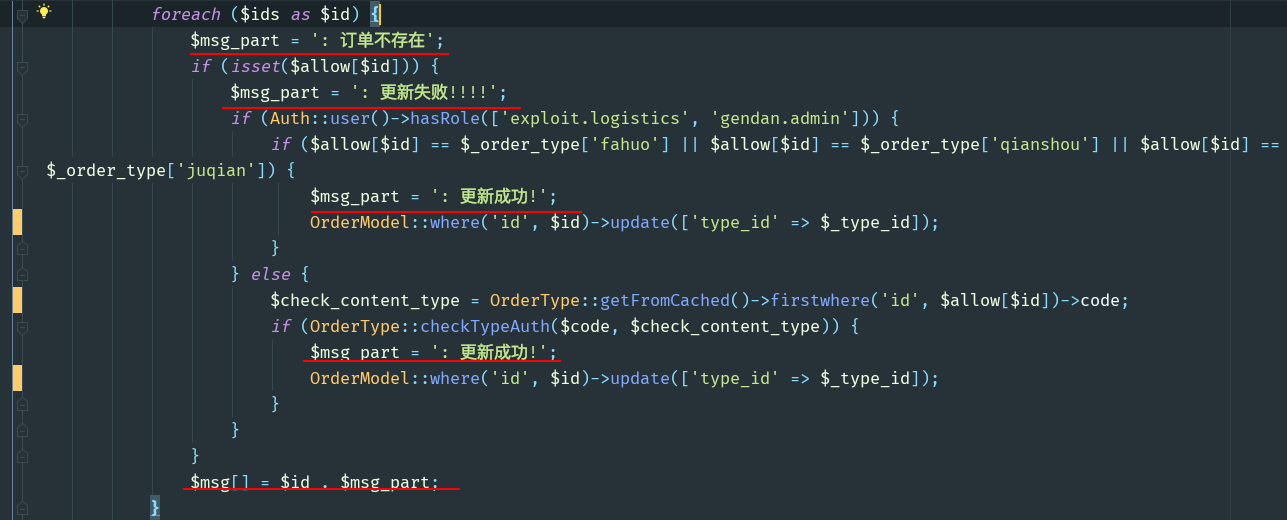 foreach ($ids as $id) {
$msg_part = ': 订单不存在';
if (isset($allow[$id])) {
$msg_part = ': 更新失败!!!!';
if (Auth::user()->hasRole(['exploit.logistics', 'gendan.admin'])) {
if ($allow[$id] == $_order_type['fahuo'] || $allow[$id] == $_order_type['qianshou'] || $allow[$id] ==
$_order_type['juqian']) {
$msg_part = ': 更新成功!';
OrderModel::where('id', $id)->update(['type_id' => $_type_id]);
}
} else {
$check_content_type = OrderType::getFromCached()->firstwhere('id', $allow[$id])->code;
if (OrderType::checkTypeAuth($code, $check_content_type)) {
$msg_part = ': 更新成功!';
OrderModel::where('id', $id)->update(['type_id' => $_type_id]);
}
}
}
$msg[] = $id . $msg_part;
}